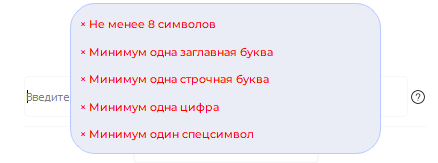 × Не менее 8 символов
× Минимум одна заглавная буква
× Минимум одна строчная буква
Введите
× Минимум одна цифра
× Минимум один спецсимвол